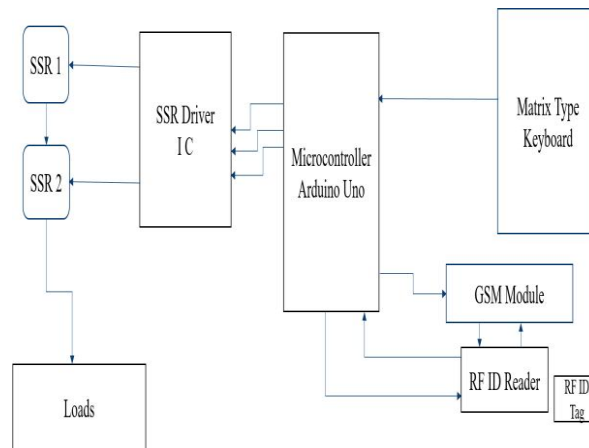 SSR 1
SSR 2
SSR Driver
I C
Microcontroller
Arduino Uno
Matrix Type
Keyboard
GSM Module
RF ID Reader
RF ID
Tag
Loads